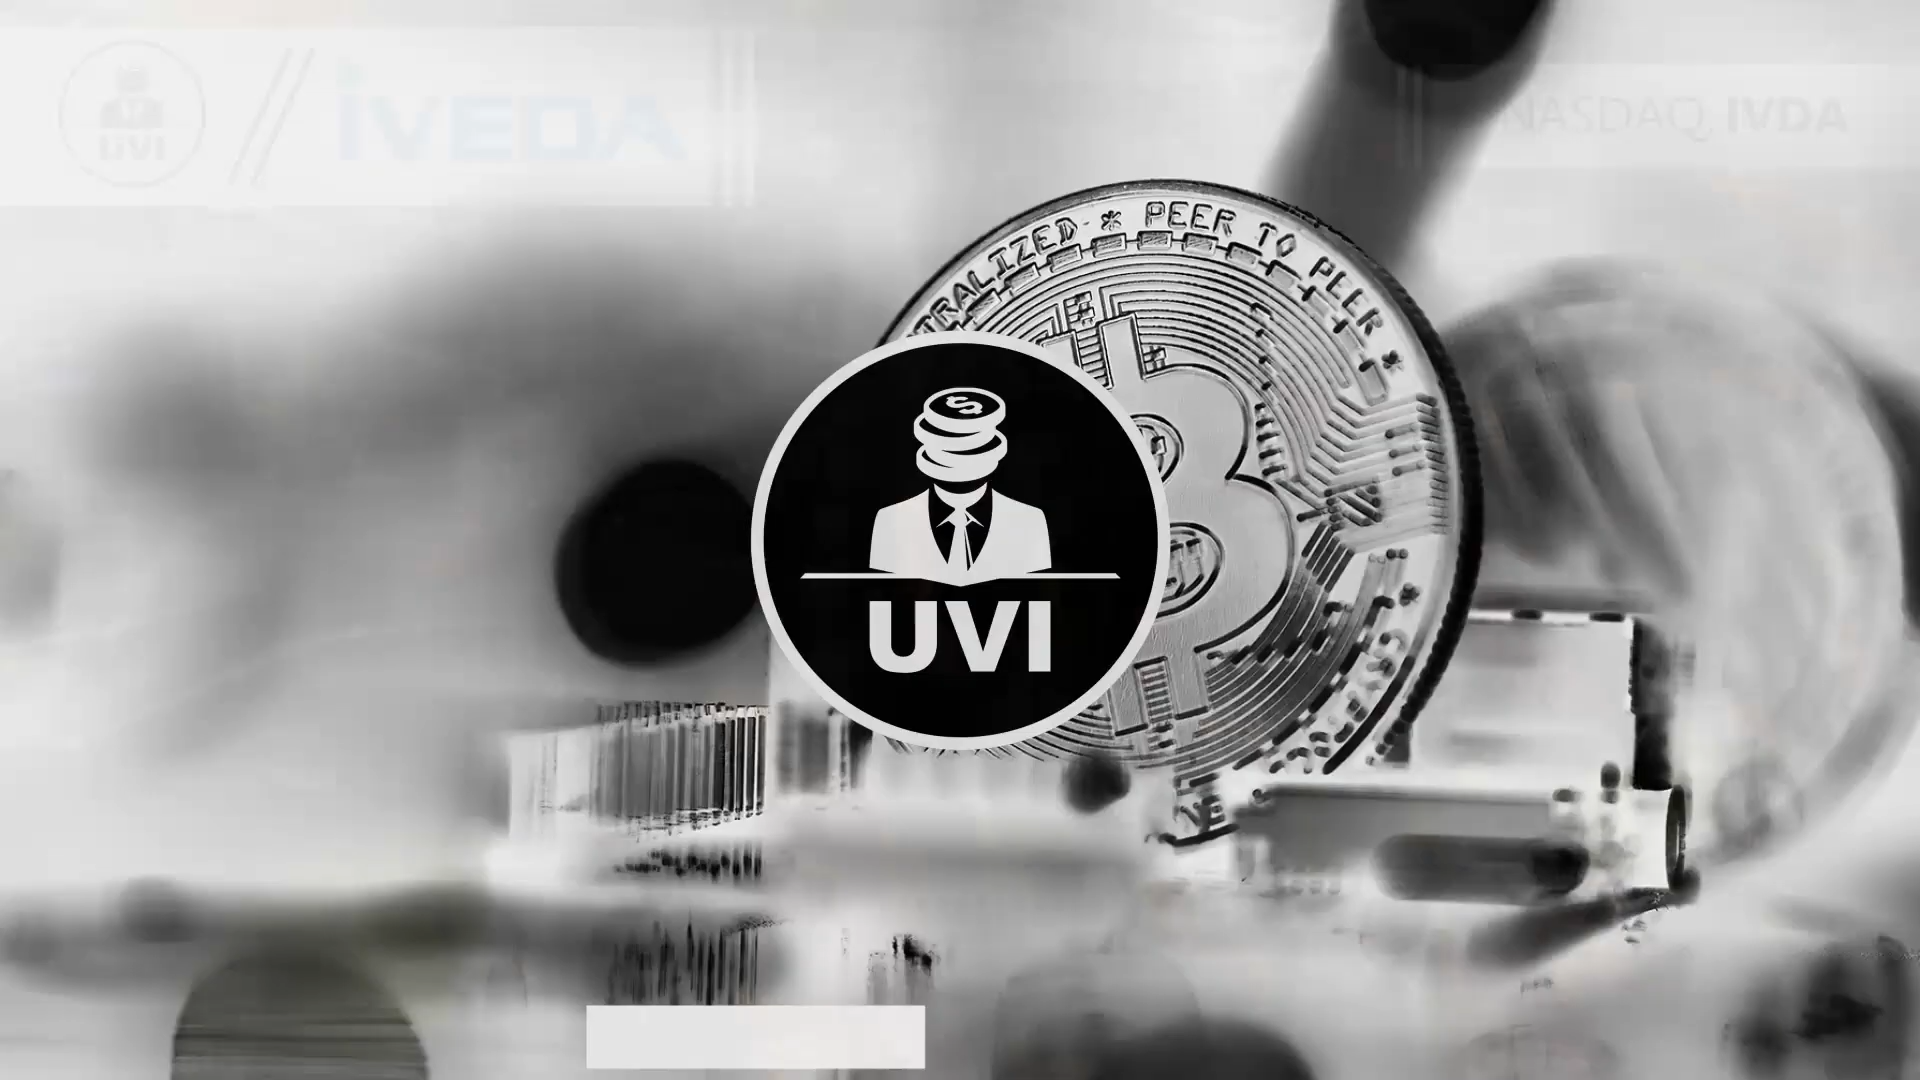 UVI
// iVEDA
NASDAQ IVDA
TRALIZED * PEER TO PEER *
$
UVI